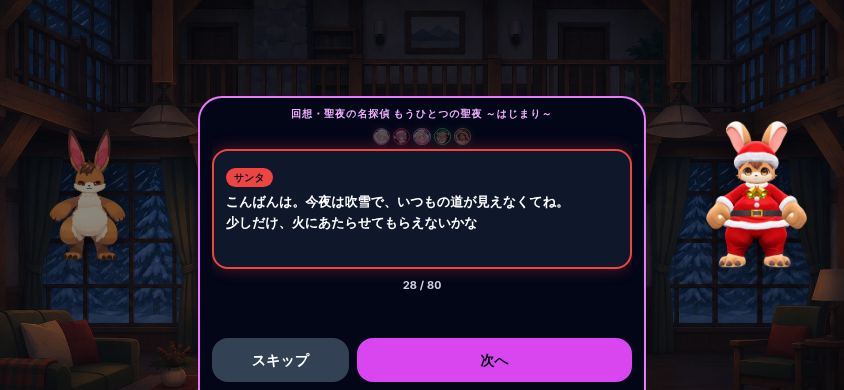 回想・聖夜の名探偵 もうひとつの聖夜 ～はじまり～
サンタ
こんばんは。今夜は吹雪で、いつもの道が見えなくてね。
少しだけ、火にあたらせてもらえないかな
28 / 80
スキップ
次へ